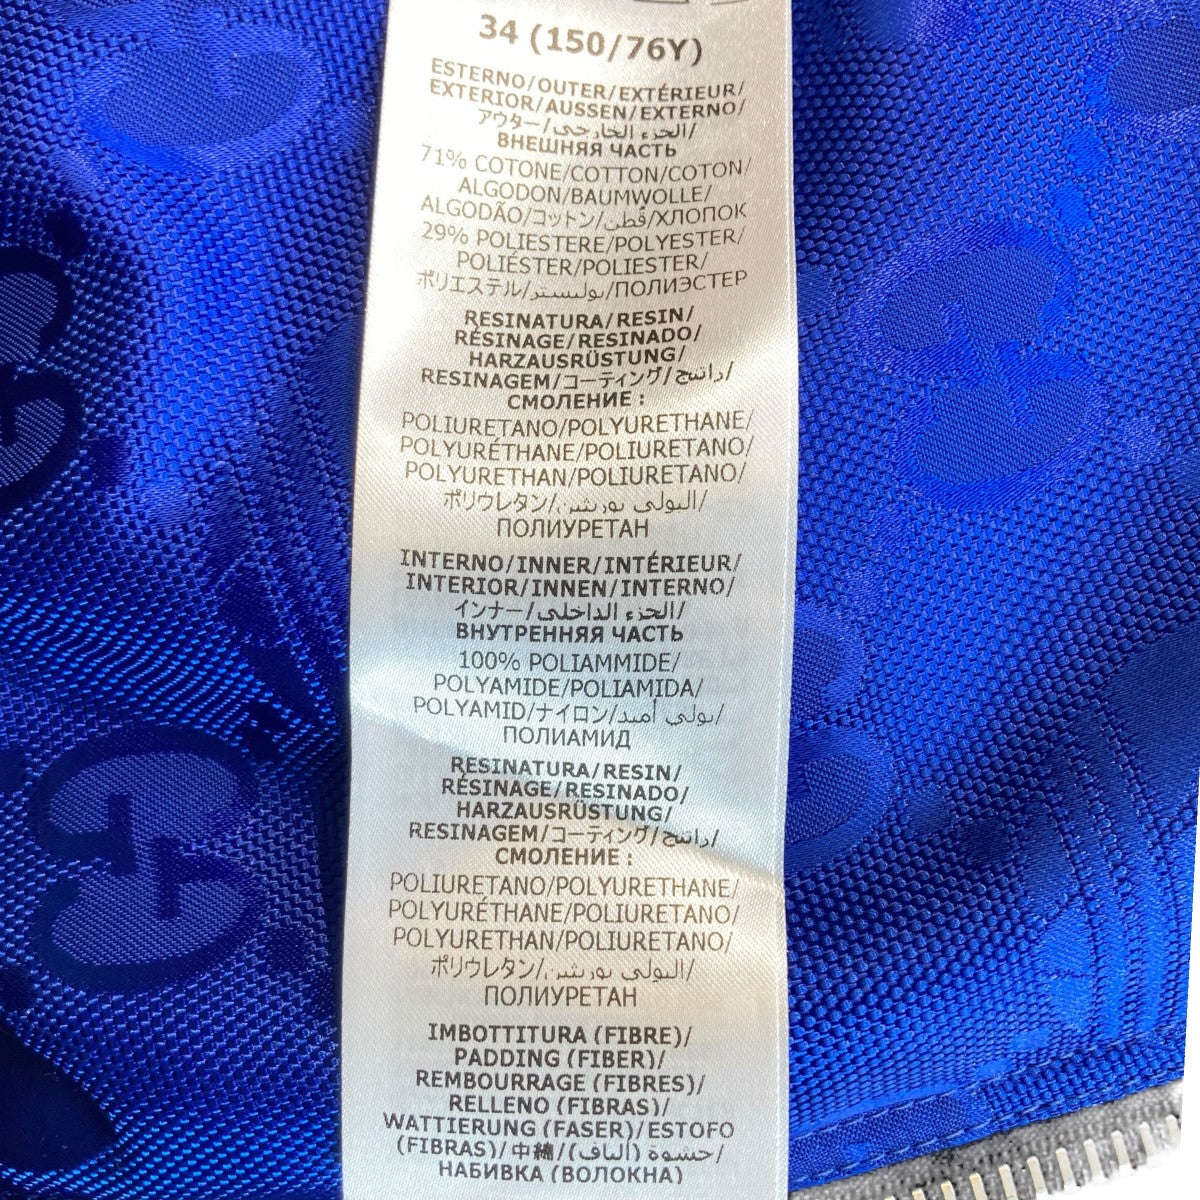 34 (150/76Y)
ESTERNO/OUTER/EXTÉRIEUR/
EXTERIOR/AUSSEN/EXTERNO/
アウター/الجزء الخارجي/
ВНЕШНЯЯ ЧАСТЬ
71% COTONE/COTTON/COTON/
ALGODON/BAUMWOLLE/
ALGODÃO/コットン/قُطن/ХЛОПОК
29% POLIESTERE/POLYESTER/
POLIÉSTER/POLIESTER/
ポリエステル/بوليستر/ПОЛИЭСТЕР
RESINATURA/RESIN/
RÉSINAGE/RESINADO/
HARZAUSRÜSTUNG/
RESINAGEM/コーティング/راتنج/
СМОЛЕНИЕ :
POLIURETANO/POLYURETHANE/
POLYURÉTHANE/POLIURETANO/
POLYURETHAN/POLIURETANO/
ポリウレタン/البولي يوريثين/
ПОЛИУРЕТАН
INTERNO/INNER/INTÉRIEUR/
INTERIOR/INNEN/INTERNO/
インナー/الجزء الداخلي/
ВНУТРЕННЯЯ ЧАСТЬ
100% POLIAMMIDE/
POLYAMIDE/POLIAMIDA/
POLYAMID/ナイロン/بولي أميد/
ПОЛИАМИД
RESINATURA/RESIN/
RÉSINAGE/RESINADO/
HARZAUSRÜSTUNG/
RESINAGEM/コーティング/راتنج/
СМОЛЕНИЕ :
POLIURETANO/POLYURETHANE/
POLYURÉTHANE/POLIURETANO/
POLYURETHAN/POLIURETANO/
ポリウレタン/البولي يوريثين/
ПОЛИУРЕТАН
IMBOTTITURA (FIBRE)/
PADDING (FIBER)/
REMBOURRAGE (FIBRES)/
RELLENO (FIBRAS)/
WATTIERUNG (FASER)/ESTOFO
(FIBRAS)/中綿/حشوة (ألياف)/
НАБИВКА (ВОЛОКНА)